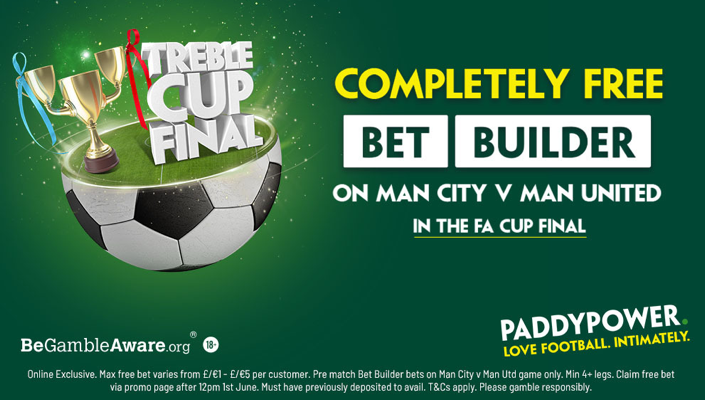 TREBLE
CUP
FINAL
COMPLETELY FREE
BET BUILDER
ON MAN CITY V MAN UNITED
IN THE FA CUP FINAL
BeGambleAware.org®
18+
PADDYPOWER.
LOVE FOOTBALL. INTIMATELY.
Online Exclusive. Max free bet varies from £/€1 - £/€5 per customer. Pre match Bet Builder bets on Man City v Man Utd game only. Min 4+ legs. Claim free bet
via promo page after 12pm 1st June. Must have previously deposited to avail. T&Cs apply. Please gamble responsibly.